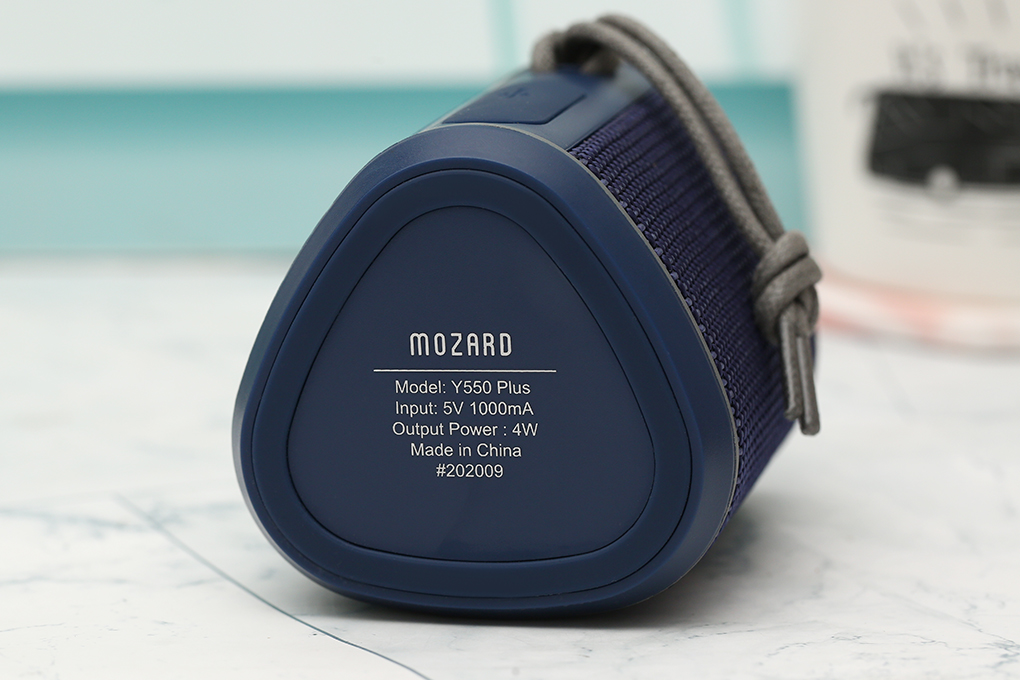 MOZARD
Model: Y550 Plus
Input: 5V 1000mA
Output Power : 4W
Made in China
#202009